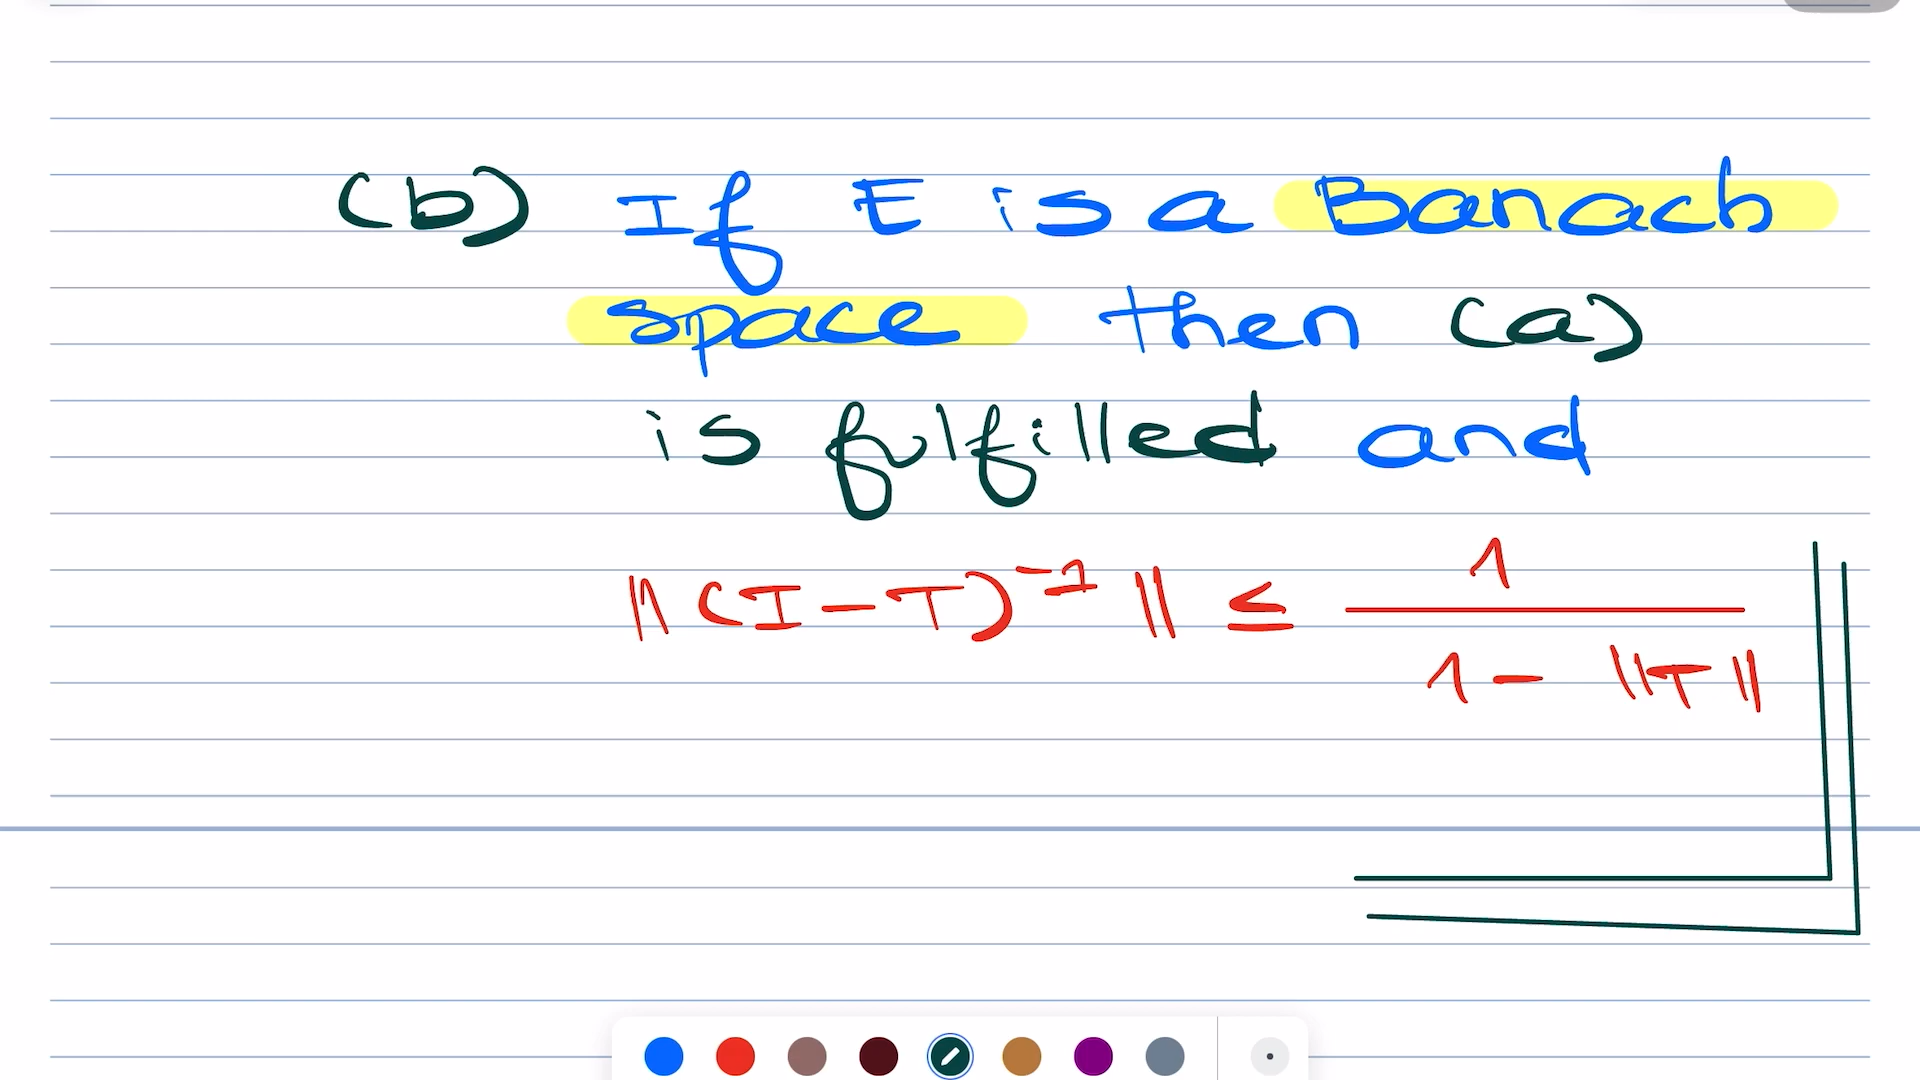 (b) If E is a Banach
space then (a)
is fulfilled and
‖(I−T)⁻¹‖ ≤ 1 / (1 − ‖T‖)